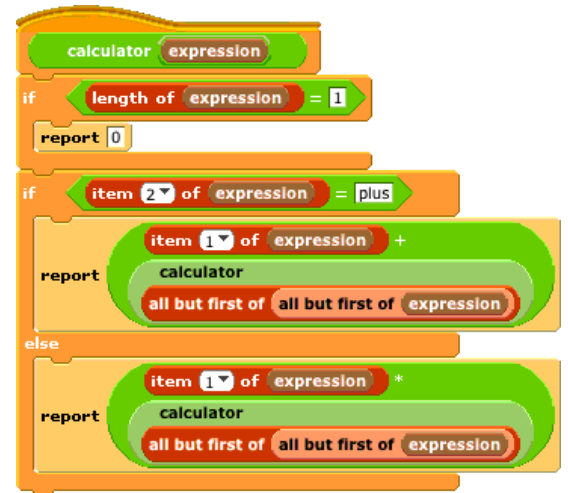 calculator expression
if length of expression = 1
report 0
if item 2 of expression = plus
item 1 of expression +
report calculator
all but first of all but first of expression
else
item 1 of expression *
report calculator
all but first of all but first of expression